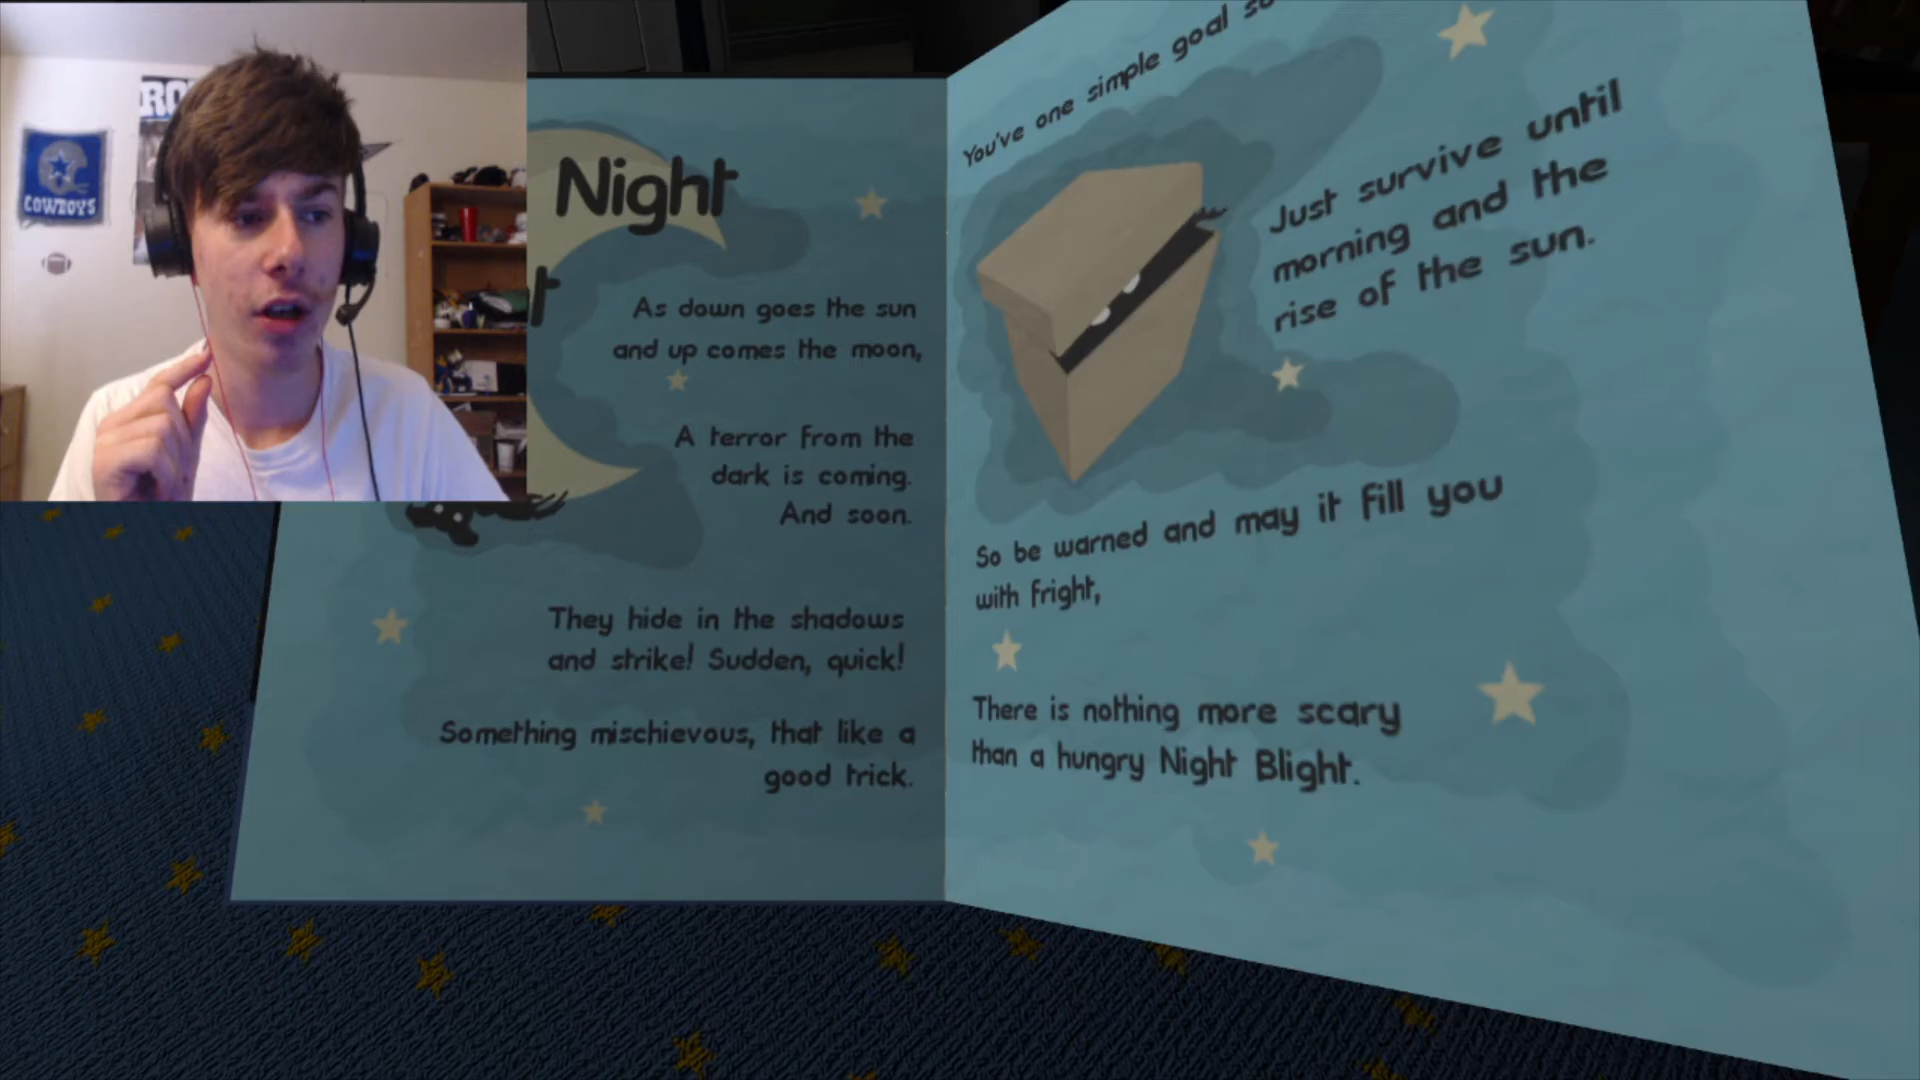 RO
COWBOYS
Night
t
As down goes the sun
and up comes the moon,
A terror from the
dark is coming.
And soon.
They hide in the shadows
and strike! Sudden, quick!
Something mischievous, that like a
good trick.
You've one simple goal
Just survive until
morning and the
rise of the sun.
So be warned and may it fill you
with fright,
There is nothing more scary
than a hungry Night Blight.